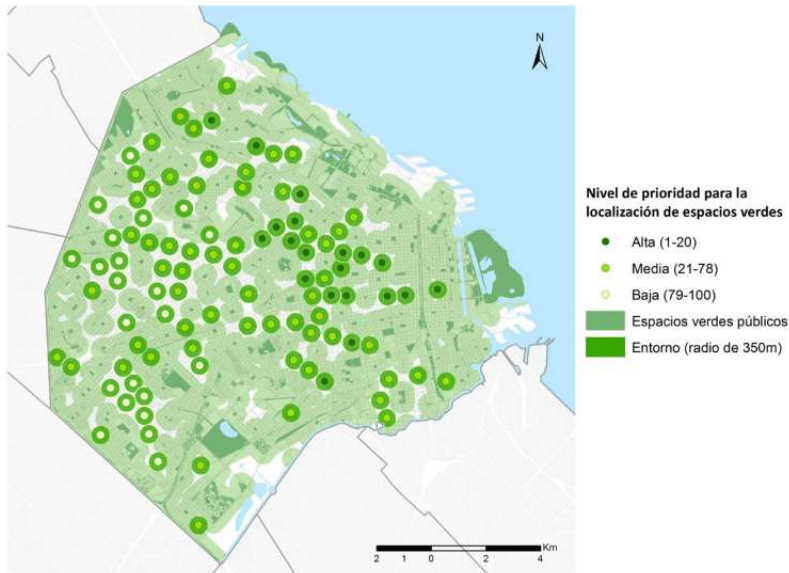 N
Nivel de prioridad para la
localización de espacios verdes
Alta (1-20)
Media (21-78)
Baja (79-100)
Espacios verdes públicos
Entorno (radio de 350m)
Km
2 1 0 2 4